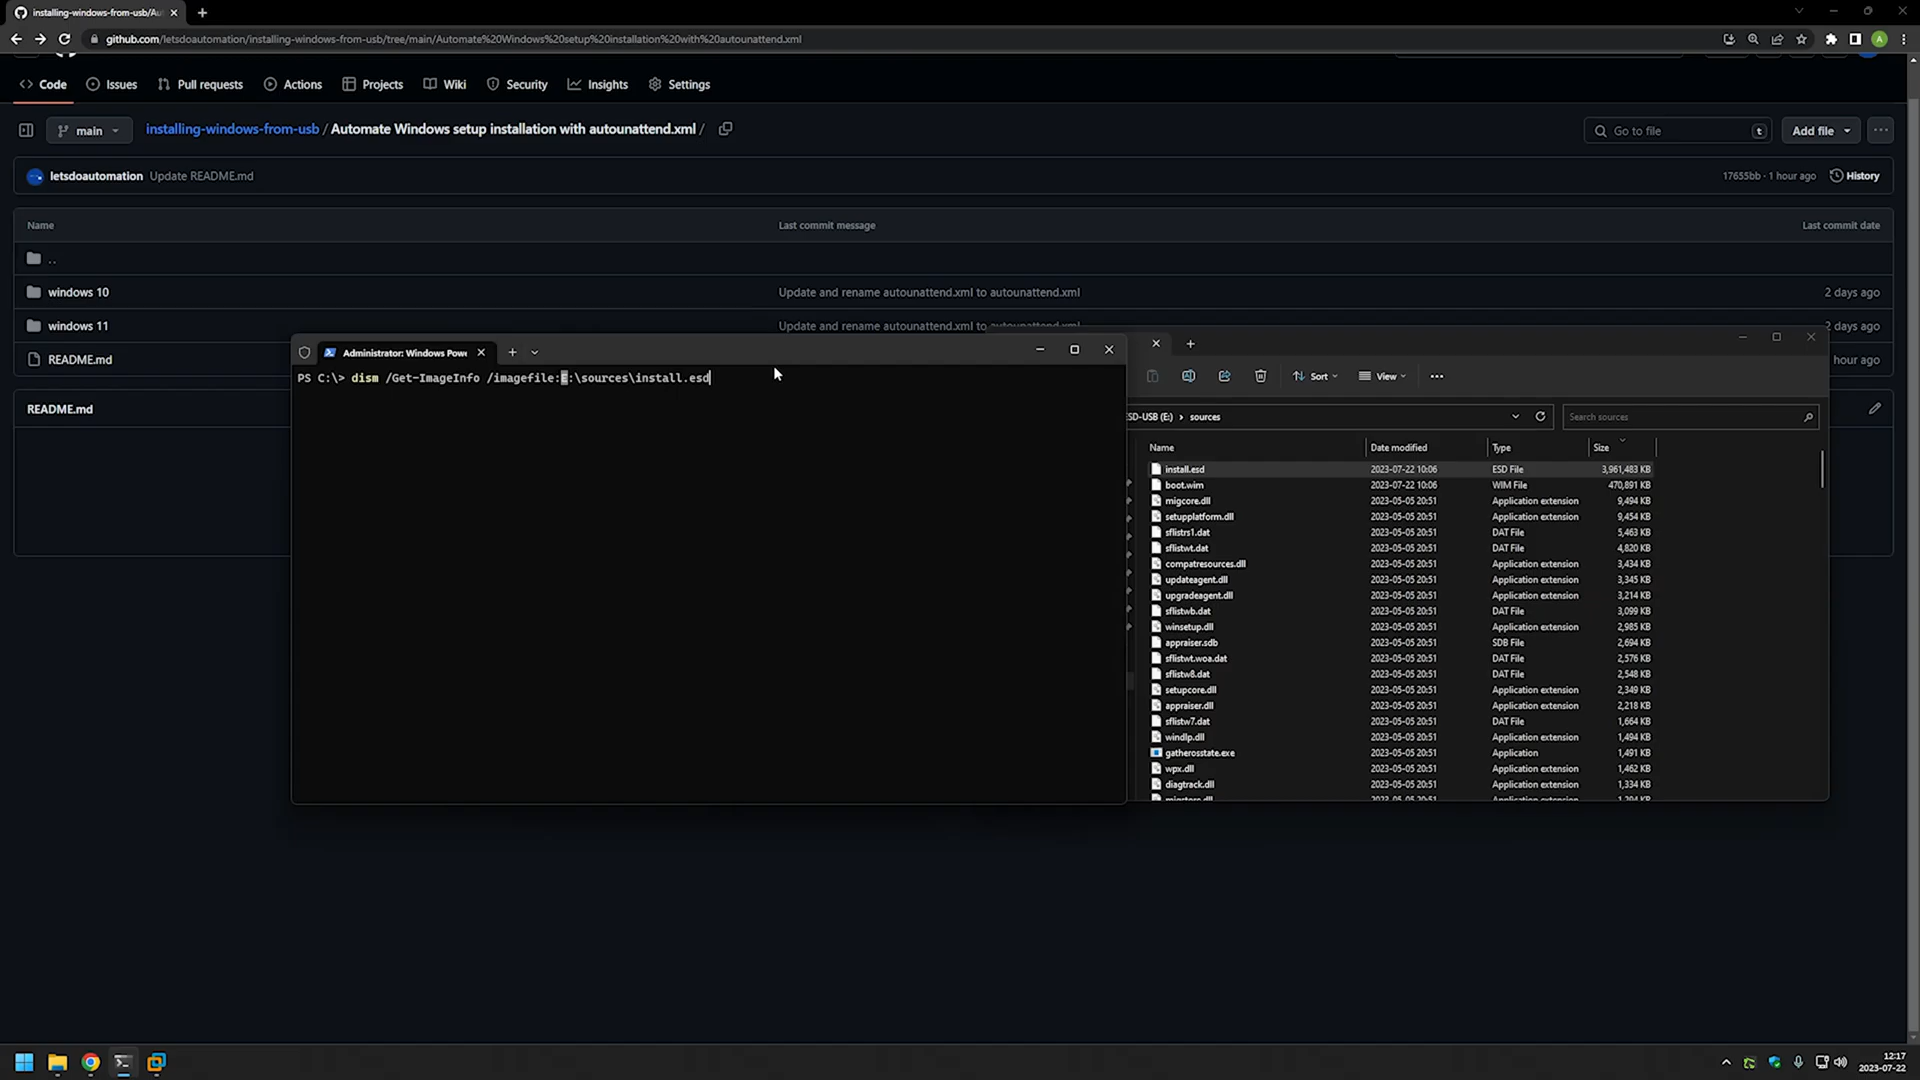 installing-windows-from-usb/Au
github.com/letsdoautomation/installing-windows-from-usb/tree/main/Automate%20Windows%20setup%20installation%20with%20autounattend.xml
A
Code
Issues
Pull requests
Actions
Projects
Wiki
Security
Insights
Settings
main
installing-windows-from-usb / Automate Windows setup installation with autounattend.xml /
Go to file
t
Add file
letsdoautomation Update README.md
17655bb · 1 hour ago
History
Name
Last commit message
Last commit date
..
windows 10
Update and rename autounattend.xml to autounattend.xml
2 days ago
windows 11
Update and rename autounattend.xml to autounattend.xml
2 days ago
README.md
hour ago
README.md
Administrator: Windows Powe
PS C:\> dism /Get-ImageInfo /imagefile:E:\sources\install.esd
Sort
View
SD-USB (E:) › sources
Search sources
Name Date modified Type Size
install.esd 2023-07-22 10:06 ESD File 3,961,483 KB
boot.wim 2023-07-22 10:06 WIM File 470,891 KB
migcore.dll 2023-05-05 20:51 Application extension 9,494 KB
setupplatform.dll 2023-05-05 20:51 Application extension 9,454 KB
sflistrs1.dat 2023-05-05 20:51 DAT File 5,463 KB
sflistwt.dat 2023-05-05 20:51 DAT File 4,820 KB
compatresources.dll 2023-05-05 20:51 Application extension 3,434 KB
updateagent.dll 2023-05-05 20:51 Application extension 3,345 KB
upgradeagent.dll 2023-05-05 20:51 Application extension 3,214 KB
sflistwb.dat 2023-05-05 20:51 DAT File 3,099 KB
winsetup.dll 2023-05-05 20:51 Application extension 2,985 KB
appraiser.sdb 2023-05-05 20:51 SDB File 2,694 KB
sflistwt.woa.dat 2023-05-05 20:51 DAT File 2,576 KB
sflistw8.dat 2023-05-05 20:51 DAT File 2,548 KB
setupcore.dll 2023-05-05 20:51 Application extension 2,349 KB
appraiser.dll 2023-05-05 20:51 Application extension 2,218 KB
sflistw7.dat 2023-05-05 20:51 DAT File 1,664 KB
windlp.dll 2023-05-05 20:51 Application extension 1,494 KB
gatherosstate.exe 2023-05-05 20:51 Application 1,491 KB
wpx.dll 2023-05-05 20:51 Application extension 1,462 KB
diagtrack.dll 2023-05-05 20:51 Application extension 1,334 KB
12:17
2023-07-22